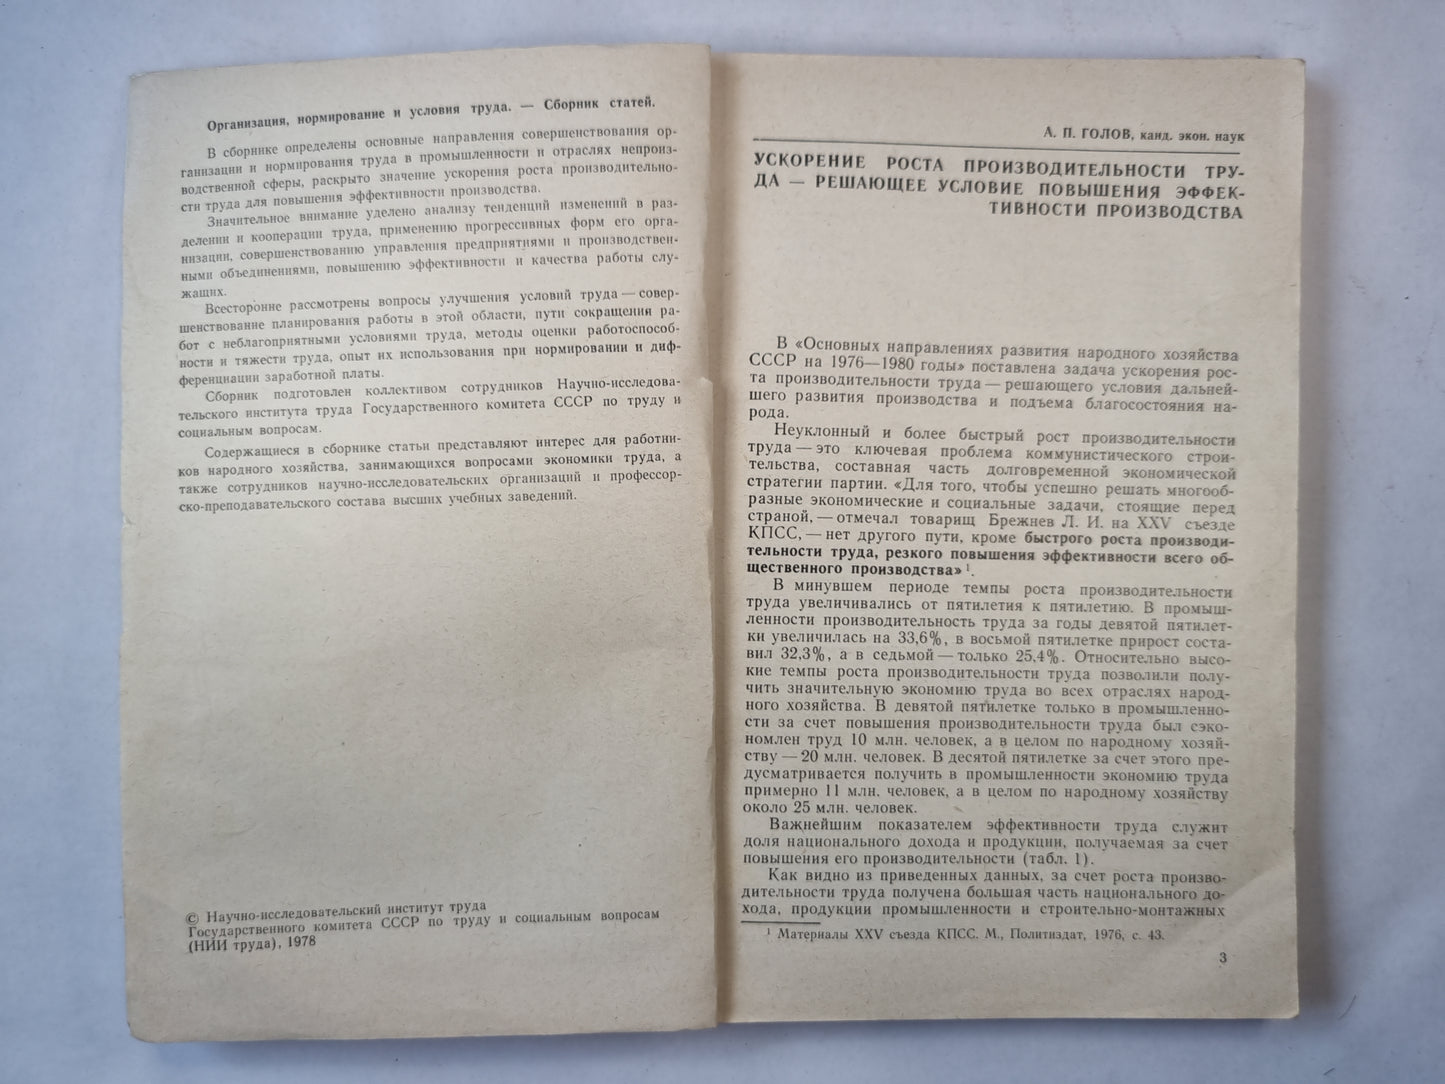 Организация, нормирование и условия труда. — Сборник статей.
В сборнике определены основные направления совершенствования ор-
ганизации и нормирования труда в промышленности и отраслях непроиз-
водственной сферы, раскрыто значение ускорения роста производительно-
сти труда для повышения эффективности производства.
Значительное внимание уделено анализу тенденций изменений в раз-
делении и кооперации труда, применению прогрессивных форм его орга-
низации, совершенствованию управления предприятиями и производствен-
ными объединениями, повышению эффективности и качества работы слу-
жащих.
Всесторонне рассмотрены вопросы улучшения условий труда — совер-
шенствование планирования работы в этой области, пути сокращения ра-
бот с неблагоприятными условиями труда, методы оценки работоспособ-
ности и тяжести труда, опыт их использования при нормировании и диф-
ференциации заработной платы.
Сборник подготовлен коллективом сотрудников Научно-исследова-
тельского института труда Государственного комитета СССР по труду и
социальным вопросам.
Содержащиеся в сборнике статьи представляют интерес для работни-
ков народного хозяйства, занимающихся вопросами экономики труда, а
также сотрудников научно-исследовательских организаций и профессор-
ско-преподавательского состава высших учебных заведений.
© Научно-исследовательский институт труда
Государственного комитета СССР по труду и социальным вопросам
(НИИ труда), 1978
А. П. ГОЛОВ, канд. экон. наук
УСКОРЕНИЕ РОСТА ПРОИЗВОДИТЕЛЬНОСТИ ТРУ-
ДА — РЕШАЮЩЕЕ УСЛОВИЕ ПОВЫШЕНИЯ ЭФФЕК-
ТИВНОСТИ ПРОИЗВОДСТВА
В «Основных направлениях развития народного хозяйства
СССР на 1976—1980 годы» поставлена задача ускорения рос-
та производительности труда — решающего условия дальней-
шего развития производства и подъема благосостояния на-
рода.
Неуклонный и более быстрый рост производительности
труда — это ключевая проблема коммунистического строи-
тельства, составная часть долговременной экономической
стратегии партии. «Для того, чтобы успешно решать многооб-
разные экономические и социальные задачи, стоящие перед
страной, — отмечал товарищ Брежнев Л. И. на XXV съезде
КПСС, — нет другого пути, кроме быстрого роста производи-
тельности труда, резкого повышения эффективности всего об-
щественного производства» ¹.
В минувшем периоде темпы роста производительности
труда увеличивались от пятилетия к пятилетию. В промыш-
ленности производительность труда за годы девятой пятилет-
ки увеличилась на 33,6%, в восьмой пятилетке прирост соста-
вил 32,3%, а в седьмой — только 25,4%. Относительно высо-
кие темпы роста производительности труда позволили полу-
чить значительную экономию труда во всех отраслях народ-
ного хозяйства. В девятой пятилетке только в промышленно-
сти за счет повышения производительности труда был сэко-
номлен труд 10 млн. человек, а в целом по народному хозяй-
ству — 20 млн. человек. В десятой пятилетке за счет этого пре-
дусматривается получить в промышленности экономию труда
примерно 11 млн. человек, а в целом по народному хозяйству
около 25 млн. человек.
Важнейшим показателем эффективности труда служит
доля национального дохода и продукции, получаемая за счет
повышения его производительности (табл. 1).
Как видно из приведенных данных, за счет роста произво-
дительности труда получена большая часть национального до-
хода, продукции промышленности и строительно-монтажных
¹ Материалы XXV съезда КПСС. М., Политиздат, 1976, с. 43.
3